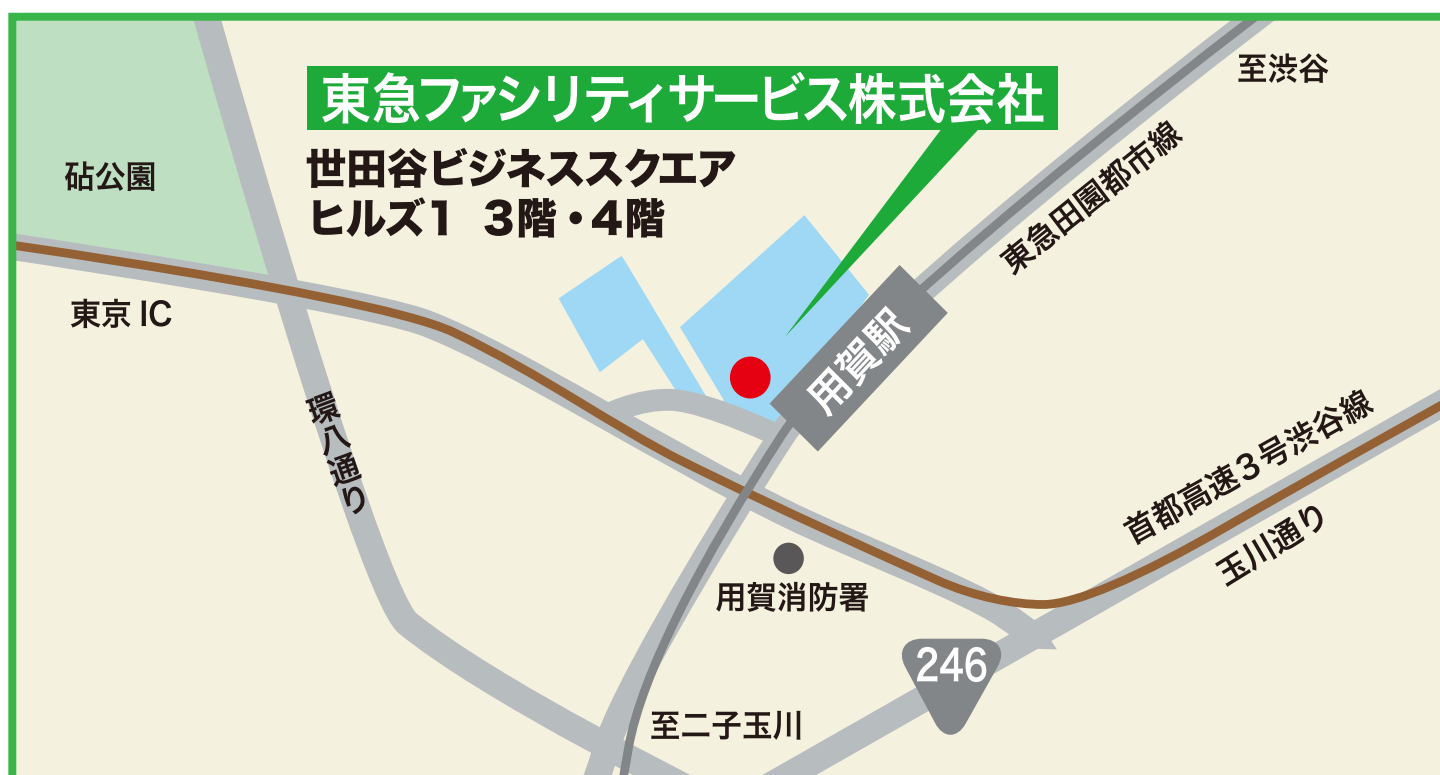 至渋谷
東急ファシリティサービス株式会社
世田谷ビジネススクエア
ヒルズ1 3階・4階
砧公園
東急田園都市線
東京IC
用賀駅
環八通り
首都高速3号渋谷線
玉川通り
用賀消防署
246
至二子玉川